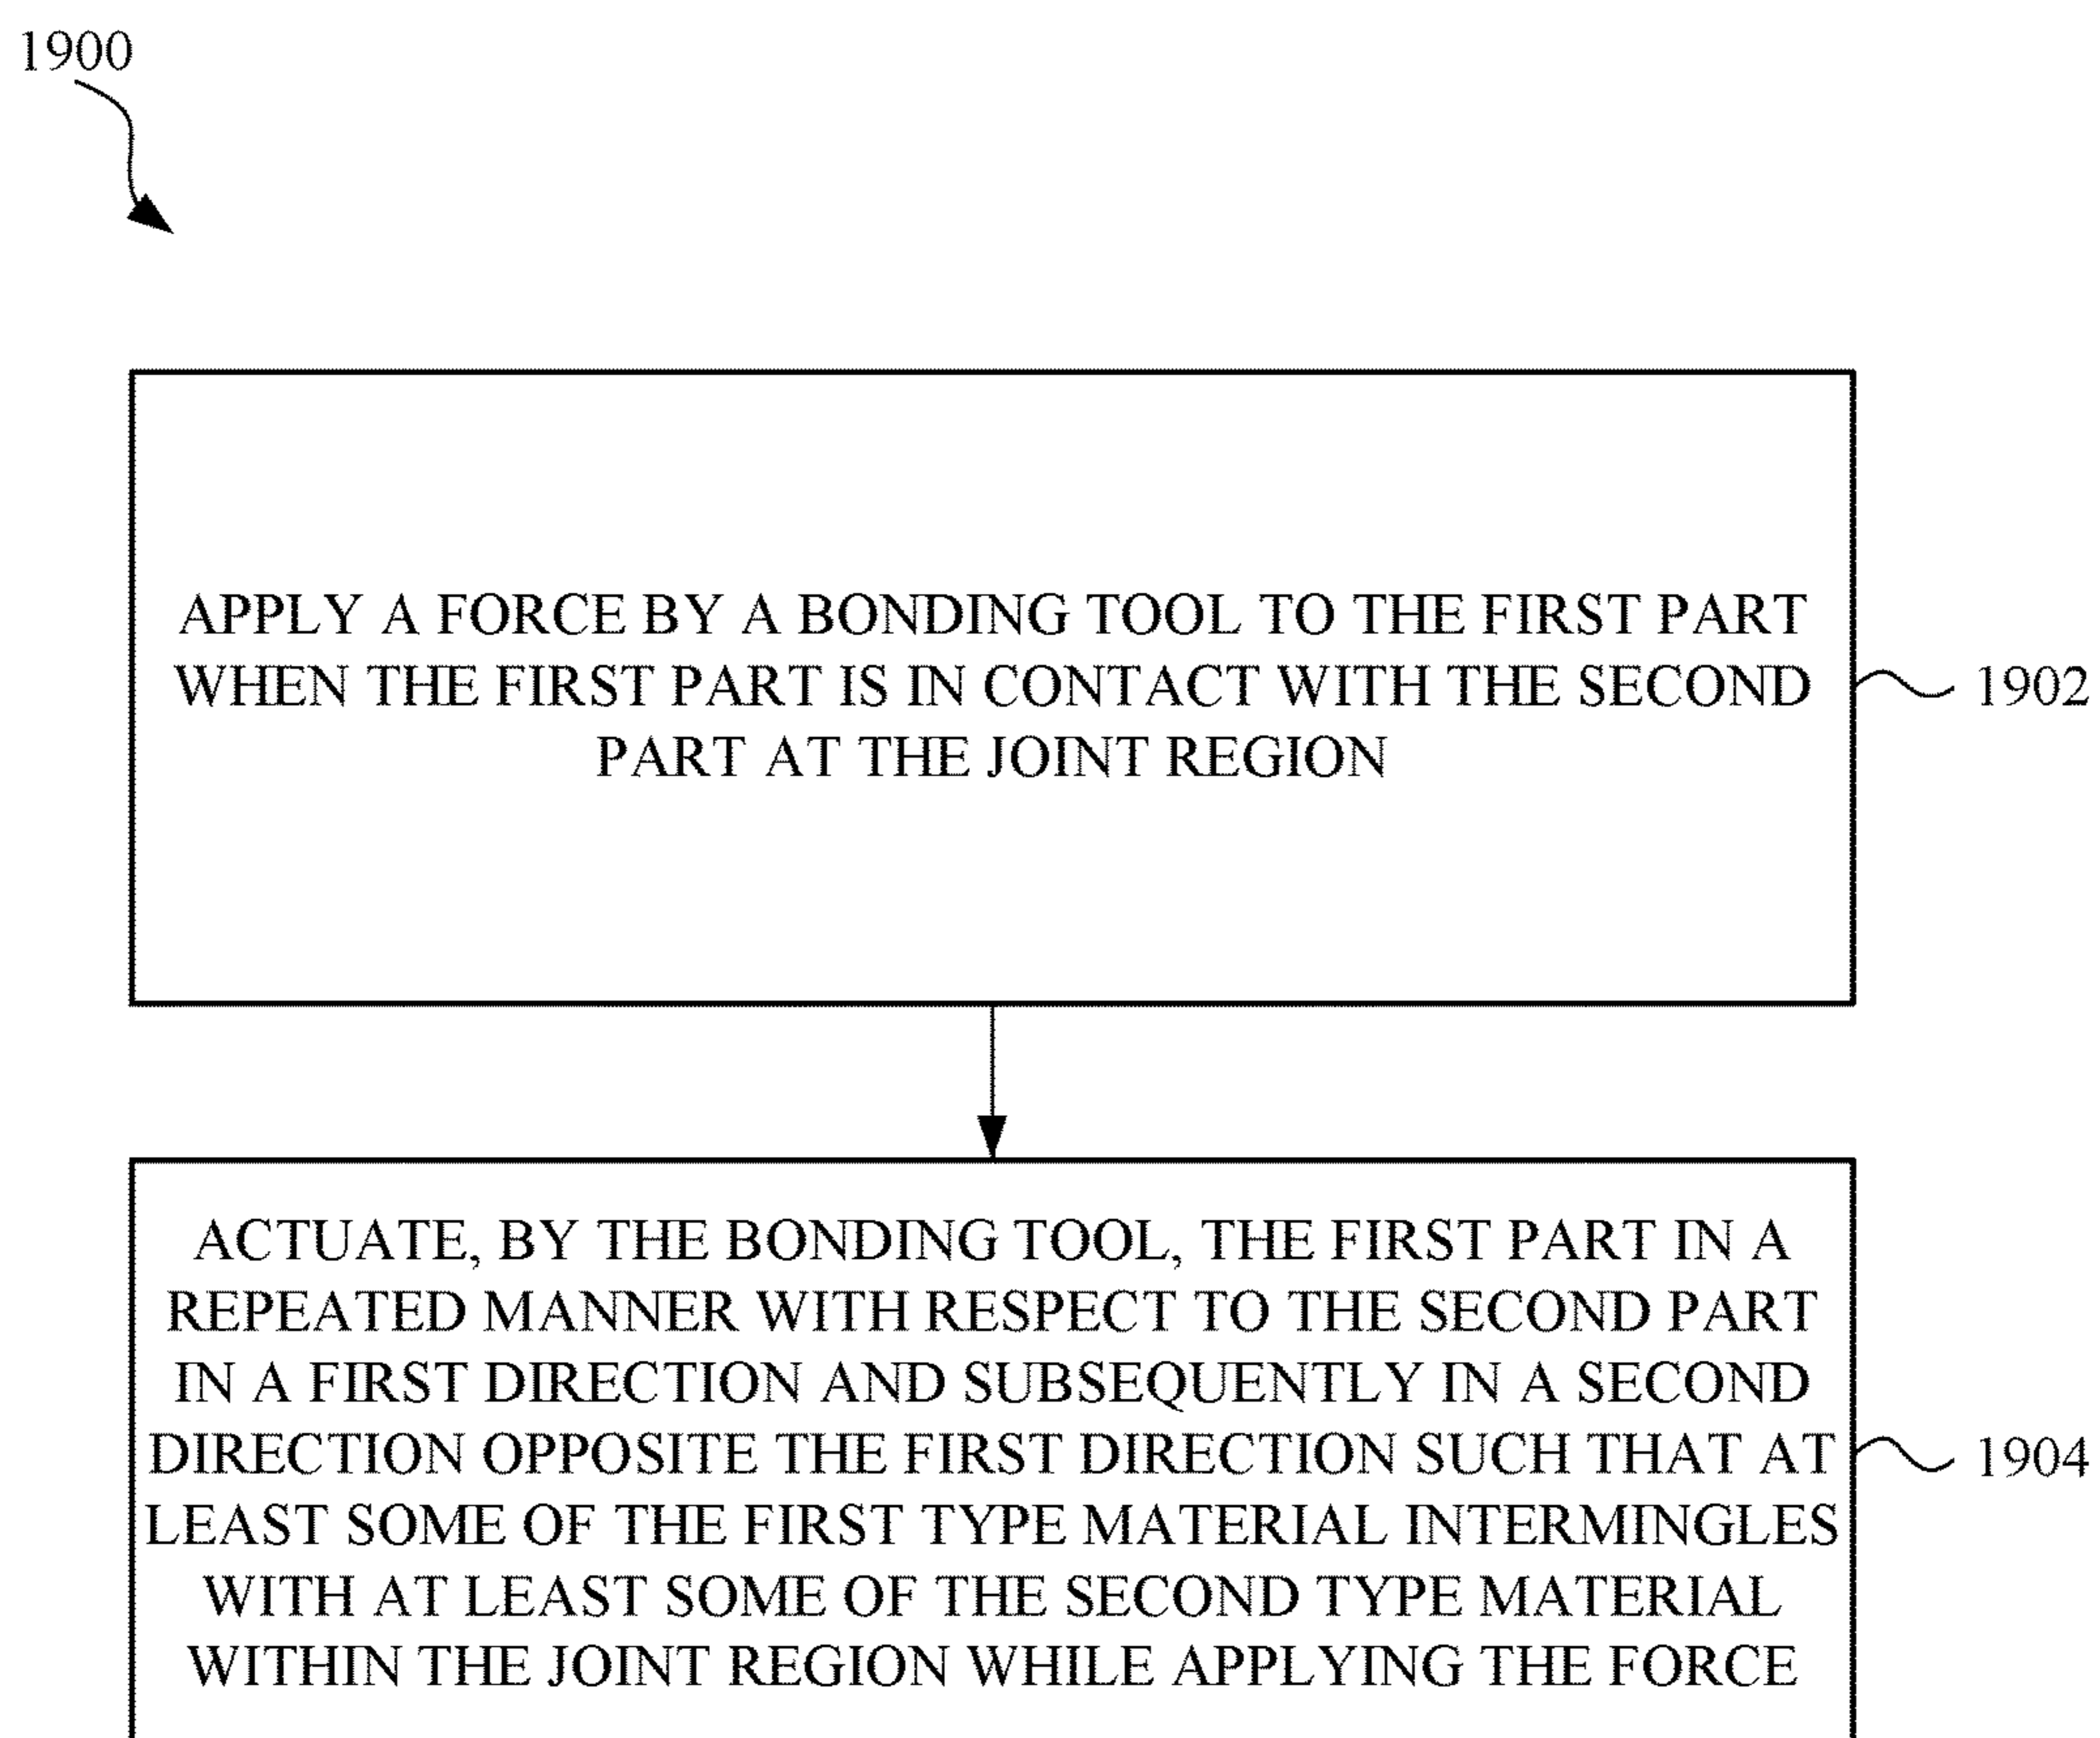 1900
APPLY A FORCE BY A BONDING TOOL TO THE FIRST PART
WHEN THE FIRST PART IS IN CONTACT WITH THE SECOND
PART AT THE JOINT REGION
1902
ACTUATE, BY THE BONDING TOOL, THE FIRST PART IN A
REPEATED MANNER WITH RESPECT TO THE SECOND PART
IN A FIRST DIRECTION AND SUBSEQUENTLY IN A SECOND
DIRECTION OPPOSITE THE FIRST DIRECTION SUCH THAT AT
LEAST SOME OF THE FIRST TYPE MATERIAL INTERMINGLES
WITH AT LEAST SOME OF THE SECOND TYPE MATERIAL
WITHIN THE JOINT REGION WHILE APPLYING THE FORCE
1904